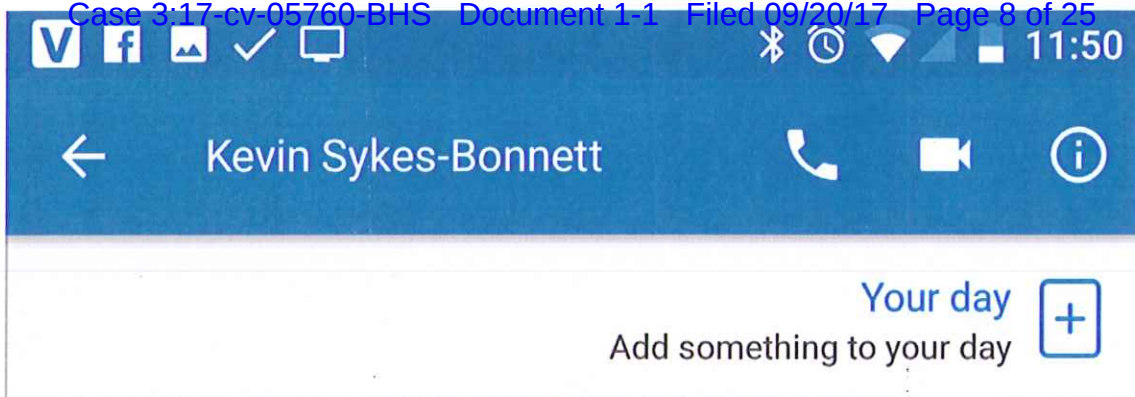 Case 3:17-cv-05760-BHS Document 1-1 Filed 09/20/17 Page 8 of 25
V f 11:50
Kevin Sykes-Bonnett
Your day
Add something to your day